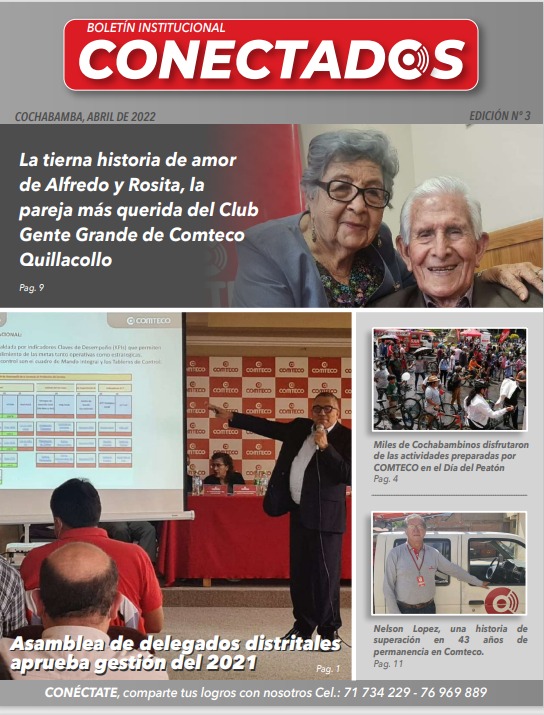 BOLETÍN INSTITUCIONAL
CONECTADOS
COCHABAMBA, ABRIL DE 2022
EDICIÓN N° 3
La tierna historia de amor
de Alfredo y Rosita, la
pareja más querida del Club
Gente Grande de Comteco
Quillacollo
Pag. 9
COMTECO
COMTECO
COMTECO
COMTECO
Miles de Cochabambinos disfrutaron
de las actividades preparadas por
COMTECO en el Día del Peatón
Pag. 4
Nelson Lopez, una historia de
superación en 43 años de
permanencia en Comteco.
Pag. 11
Asamblea de delegados distritales
aprueba gestión del 2021
Pag. 1
CONÉCTATE, comparte tus logros con nosotros Cel.: 71 734 229 - 76 969 889